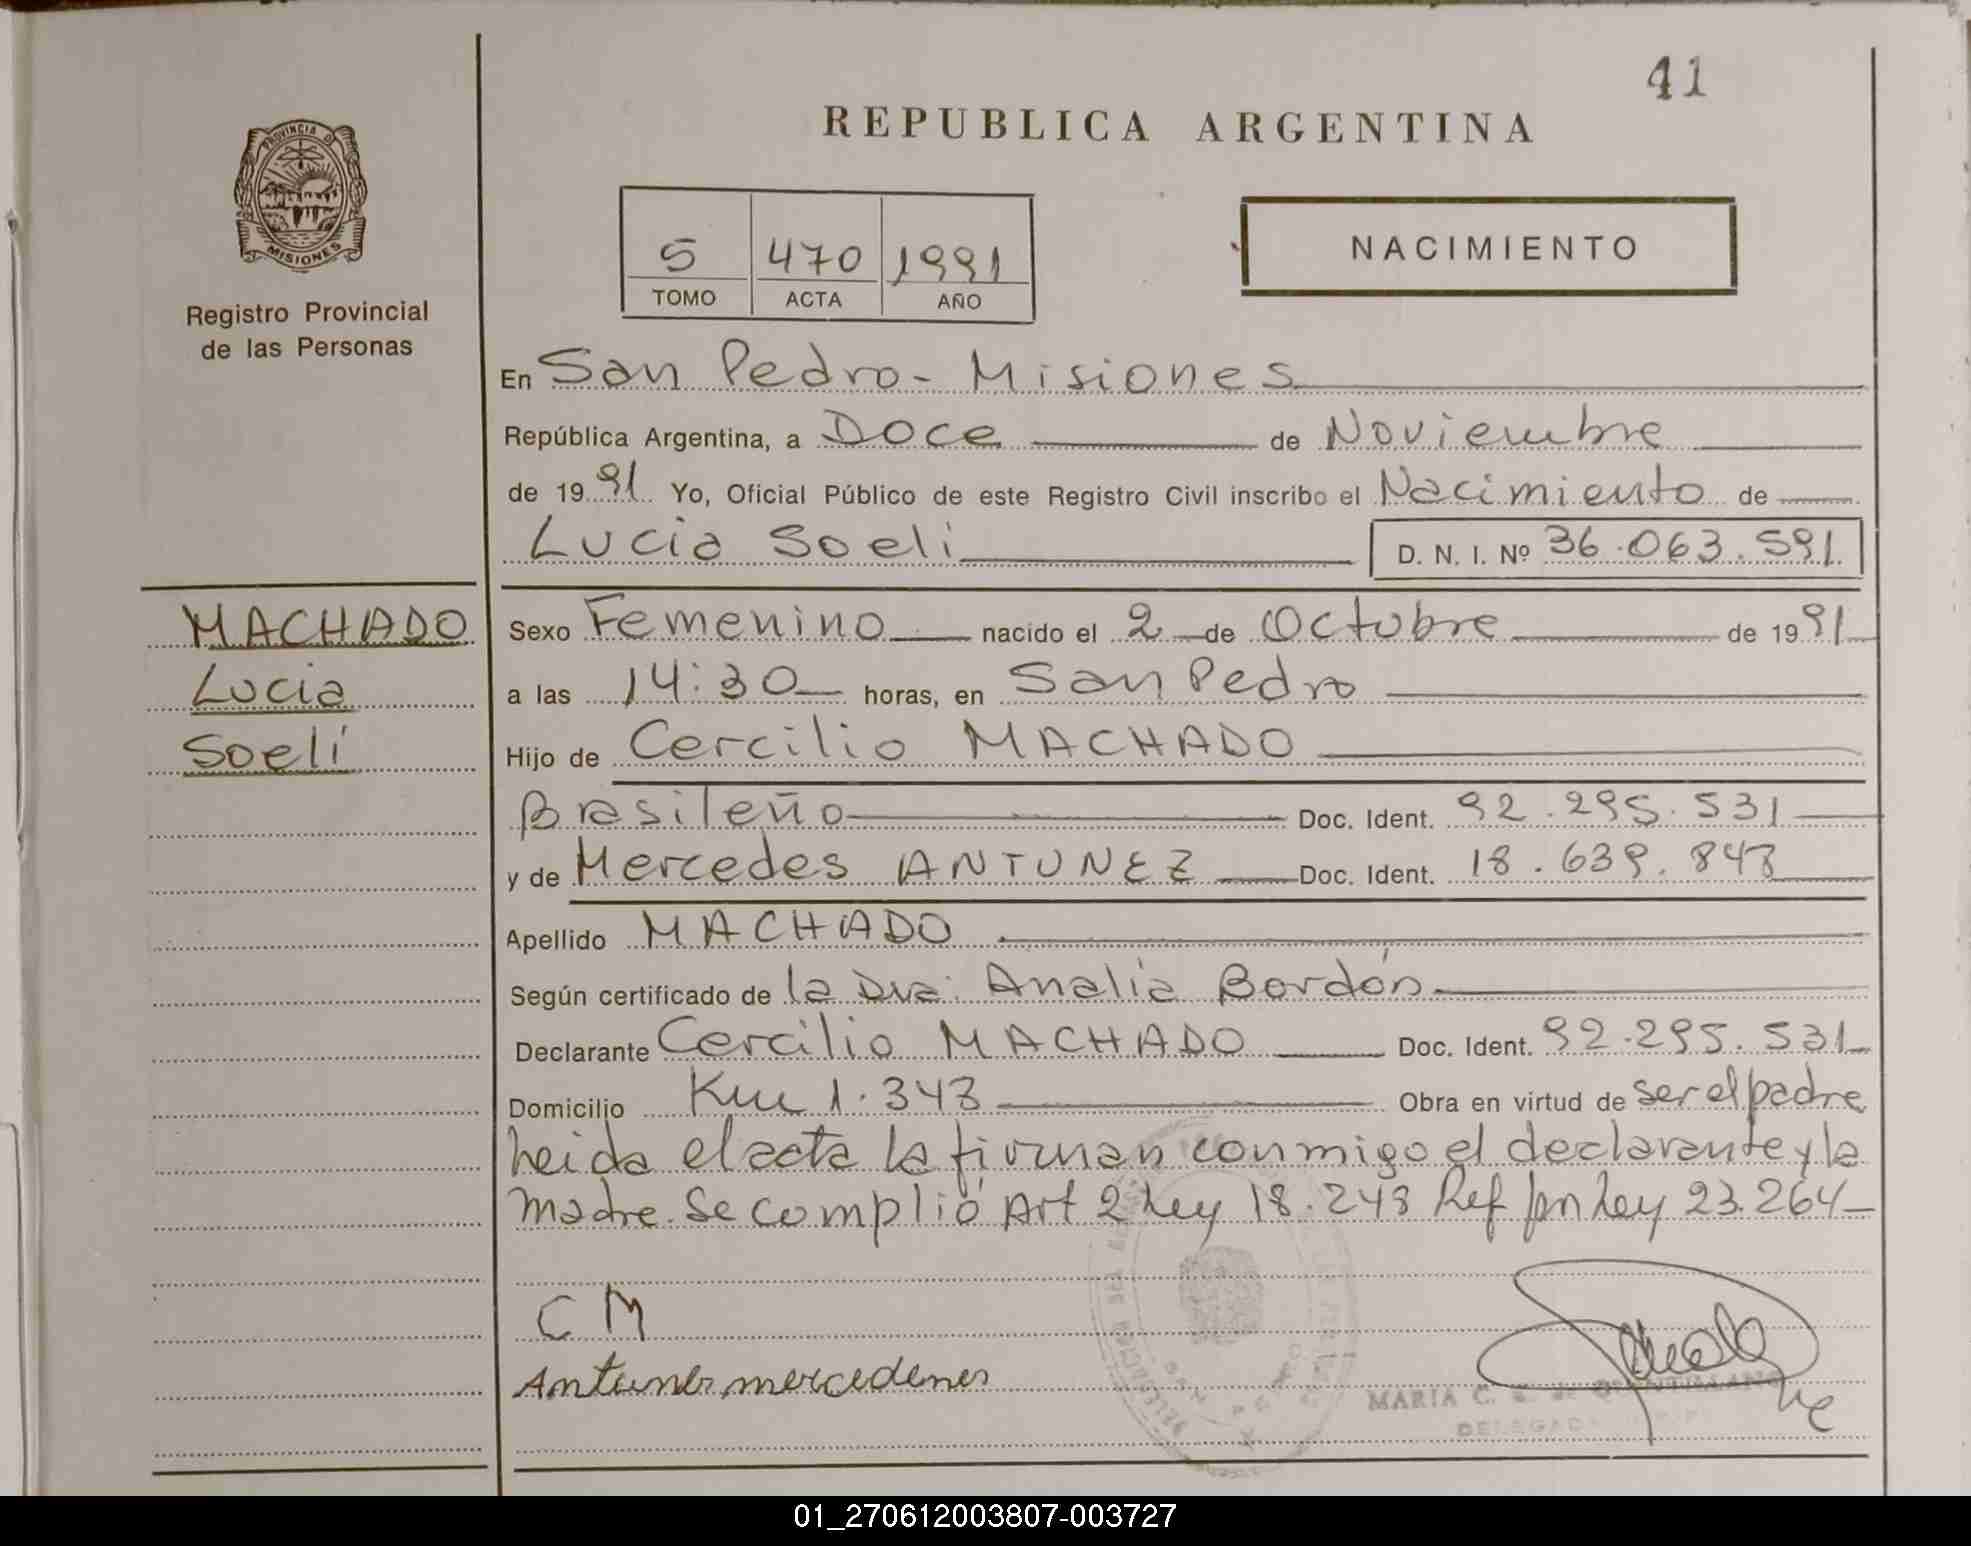 41
REPUBLICA ARGENTINA
PROVINCIA DE
MISIONES
Registro Provincial
de las Personas
5 470 1991
TOMO ACTA AÑO
NACIMIENTO
En San Pedro - Misiones
República Argentina, a Doce de Noviembre
de 1991 Yo, Oficial Público de este Registro Civil inscribo el Nacimiento de
Lucia Soeli D. N. I. Nº 36.063.591
MACHADO
Lucia
Soeli
Sexo Femenino nacido el 2 de Octubre de 1991
a las 14:30 horas, en San Pedro
Hijo de Cercilio MACHADO
Brasileño Doc. Ident. 92.295.531
y de Mercedes ANTUNEZ Doc. Ident. 18.639.843
Apellido MACHADO
Según certificado de la Dra. Analia Bordón
Declarante Cercilio MACHADO Doc. Ident. 92.295.531
Domicilio Km 1.343 Obra en virtud de ser el padre
Leida el acta la firman conmigo el declarante y la
madre. Se complió Art 2 Ley 18.248 Ref por Ley 23.264
C M
Antunes mercedenes
MARIA C.
01_270612003807-003727